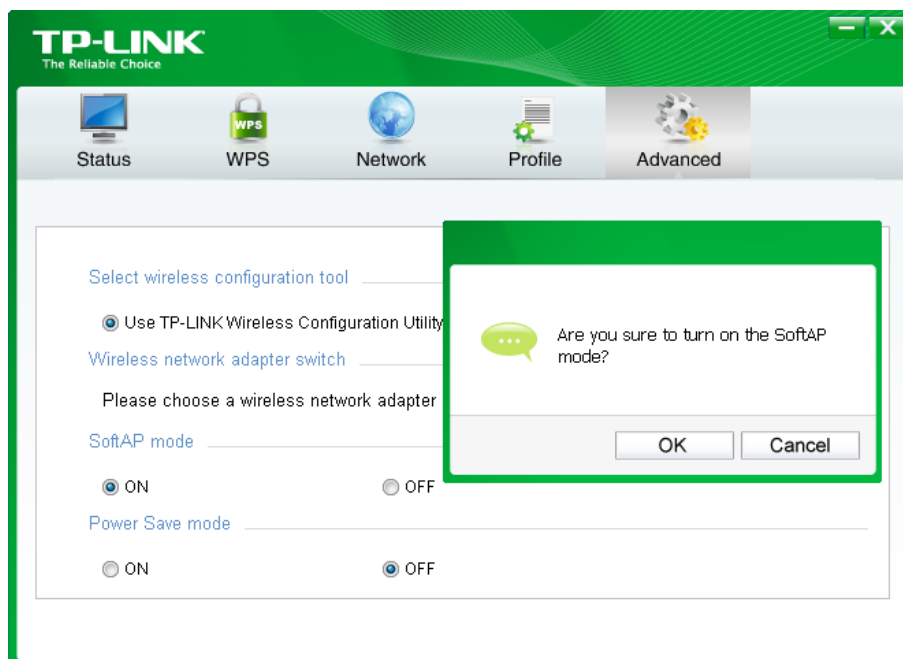 TP-LINK
The Reliable Choice
WPS
Status
WPS
Network
Profile
Advanced
Select wireless configuration tool
Use TP-LINK Wireless Configuration Utility
Wireless network adapter switch
Please choose a wireless network adapter
SoftAP mode
ON
OFF
Power Save mode
ON
OFF
Are you sure to turn on the SoftAP
mode?
OK
Cancel